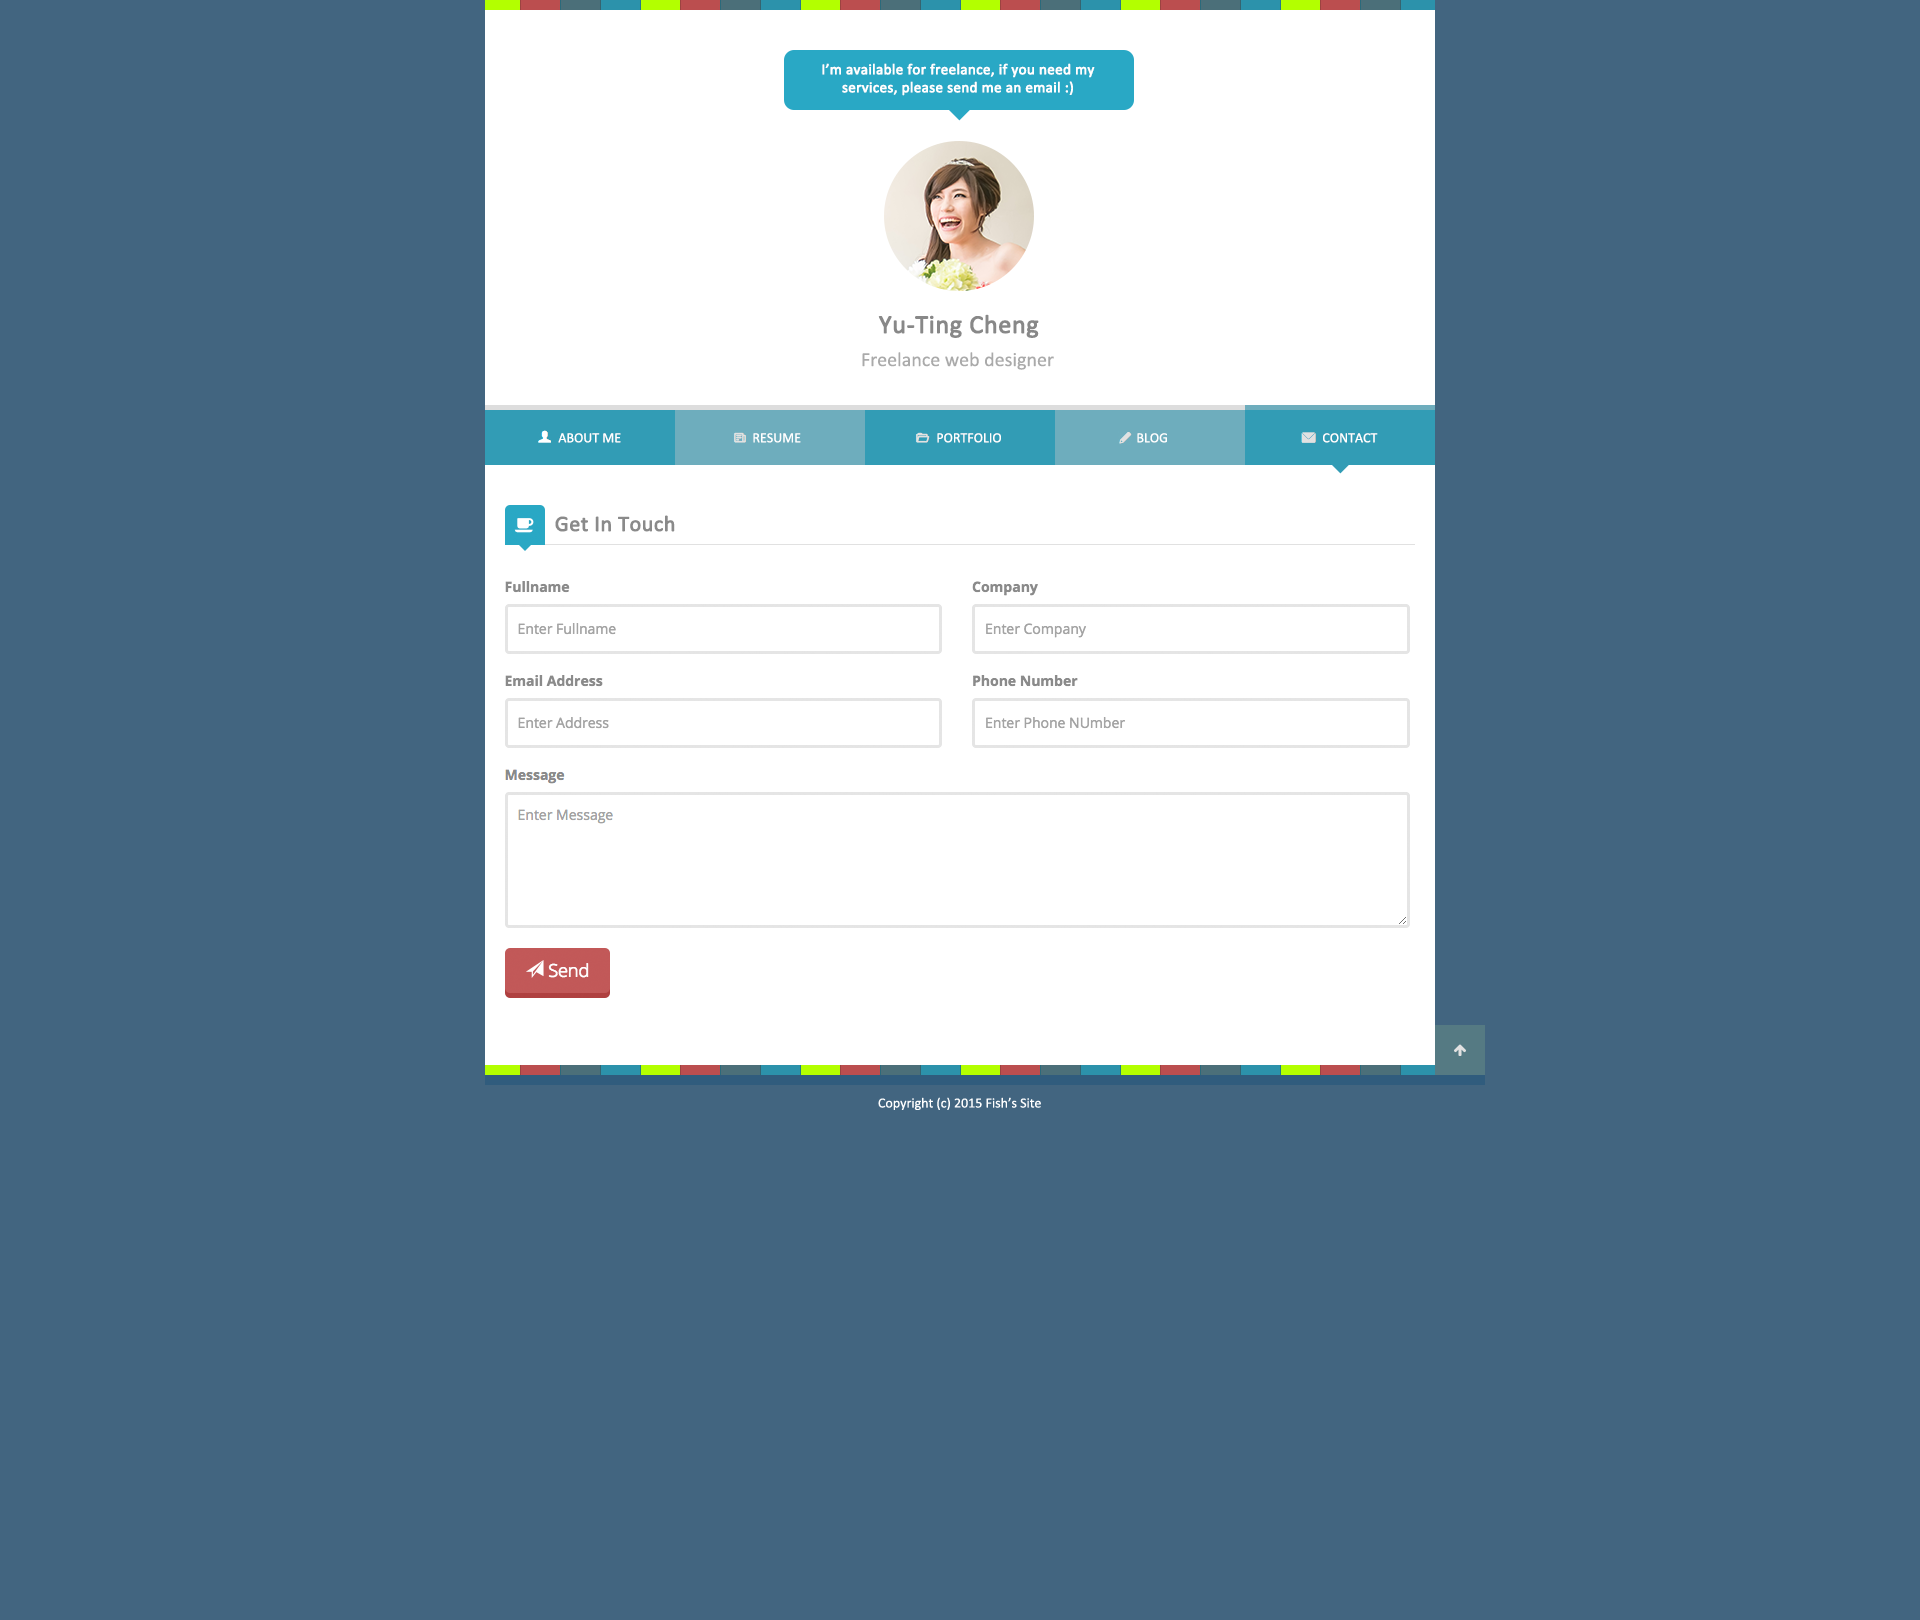 I'm available for freelance, if you need my
services, please send me an email :)
Yu-Ting Cheng
Freelance web designer
ABOUT ME
RESUME
PORTFOLIO
BLOG
CONTACT
Get In Touch
Fullname
Company
Enter Fullname
Enter Company
Email Address
Phone Number
Enter Address
Enter Phone NUmber
Message
Enter Message
Send
Copyright (c) 2015 Fish's Site